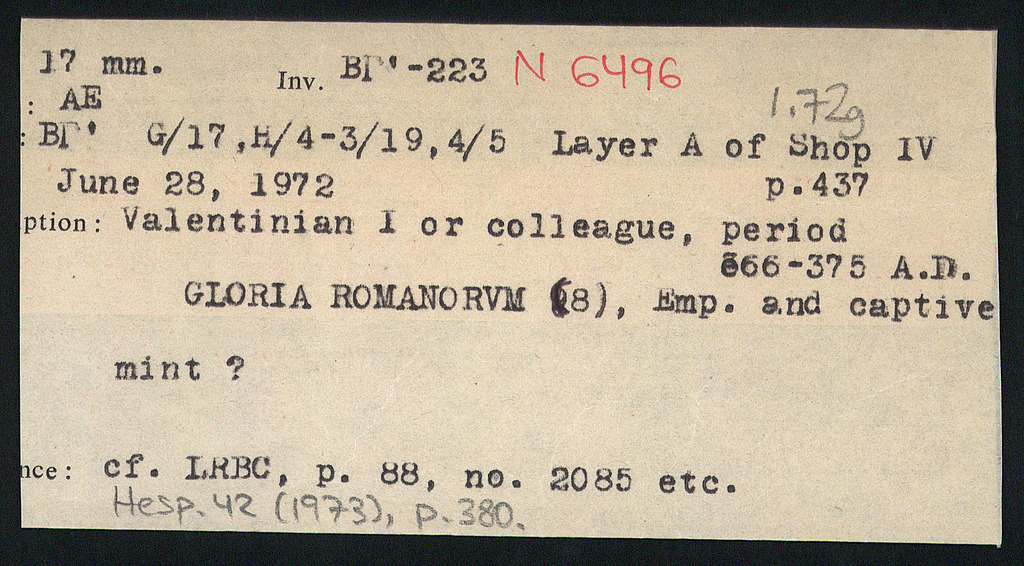 17 mm. Inv. BΓ'-223 N 6496
: AE 1.72g
: BΓ' G/17,H/4-3/19,4/5 Layer A of Shop IV
June 28, 1972 p.437
ption: Valentinian I or colleague, period
366-375 A.D.
GLORIA ROMANORVM (8), Emp. and captive
mint ?
nce: cf. LRBC, p. 88, no. 2085 etc.
Hesp. 42 (1973), p.380.